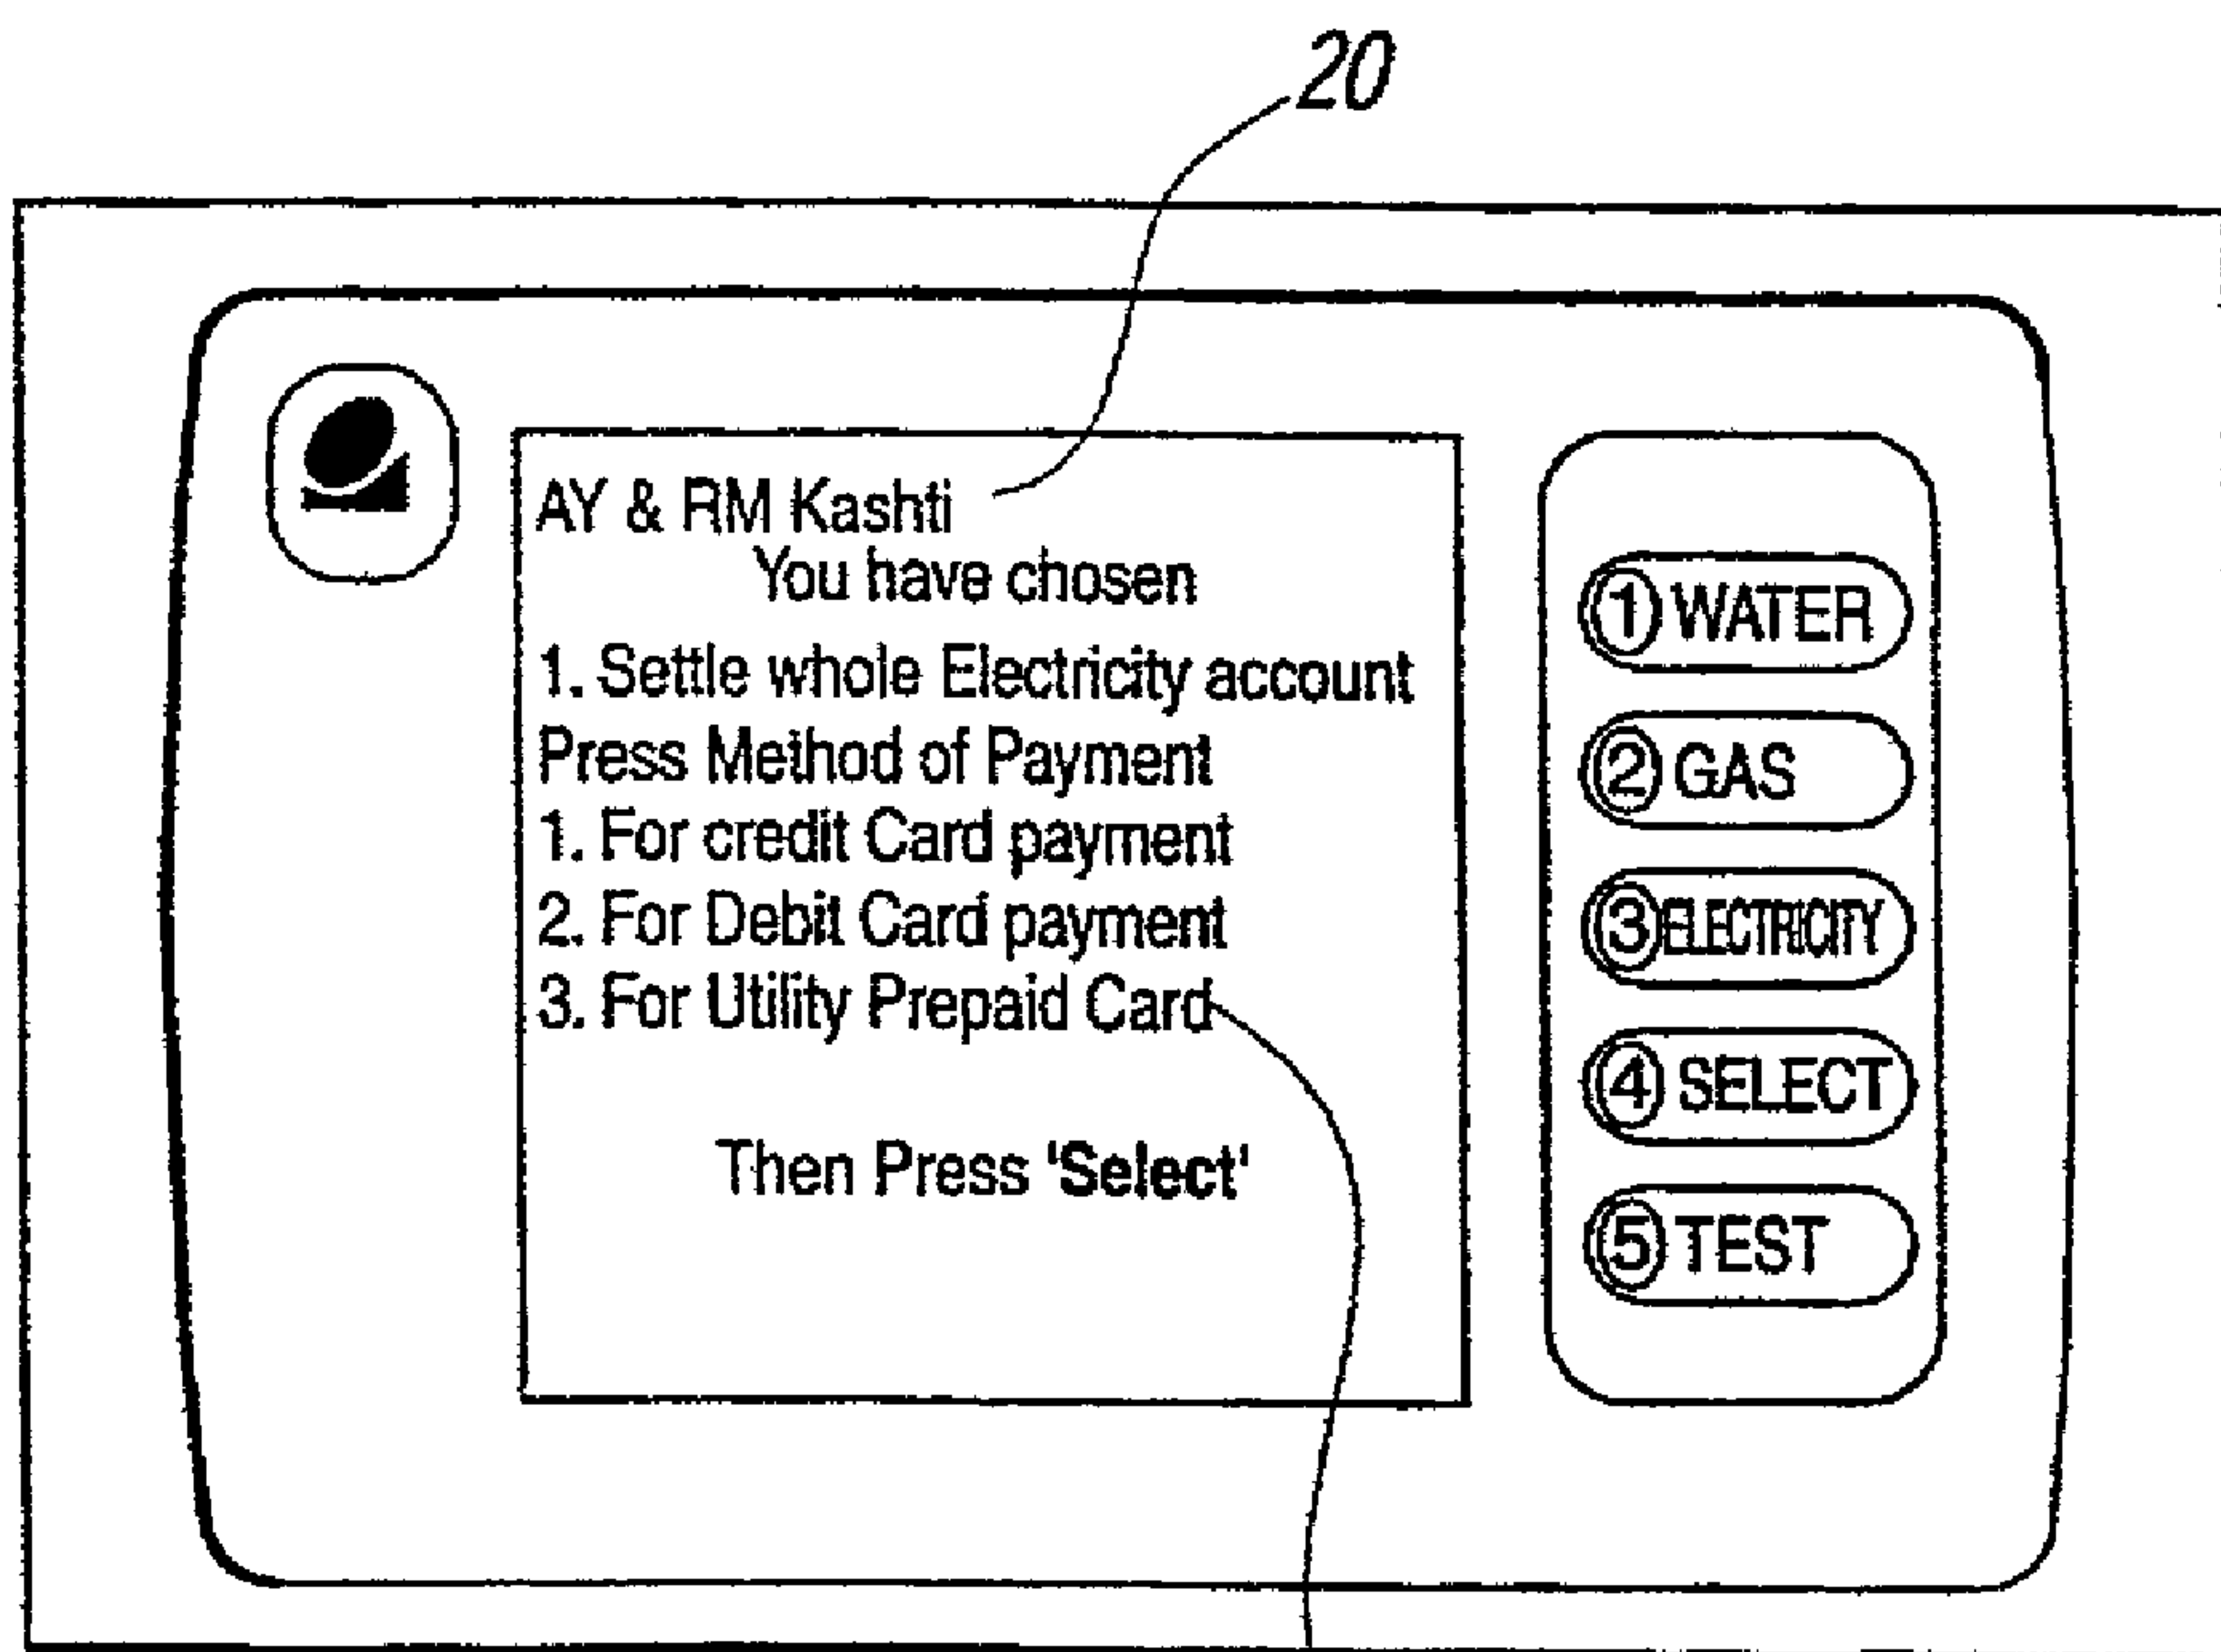 20
AY & RM Kashti
You have chosen
1. Settle whole Electricity account
Press Method of Payment
1. For credit Card payment
2. For Debit Card payment
3. For Utility Prepaid Card
Then Press 'Select'
1 WATER
2 GAS
3 ELECTRICITY
4 SELECT
5 TEST